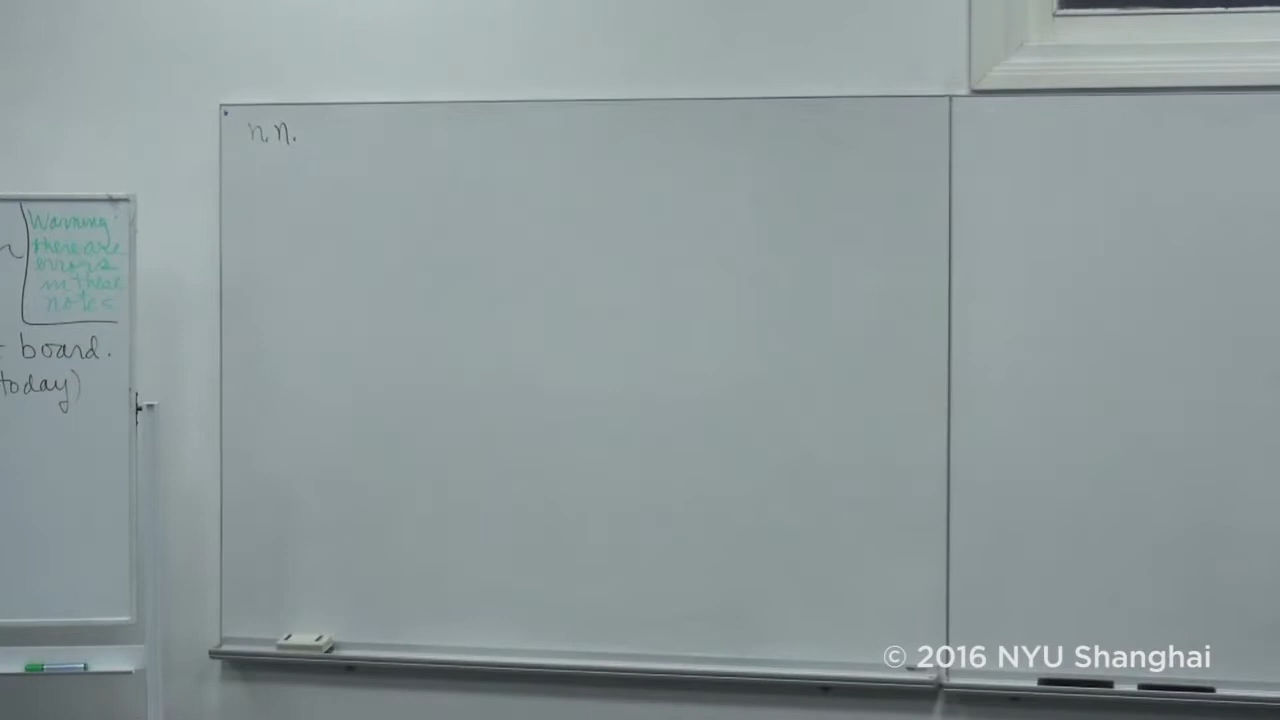 Warning:
there are
errors
in these
notes
board.
today)
n.n.
© 2016 NYU Shanghai